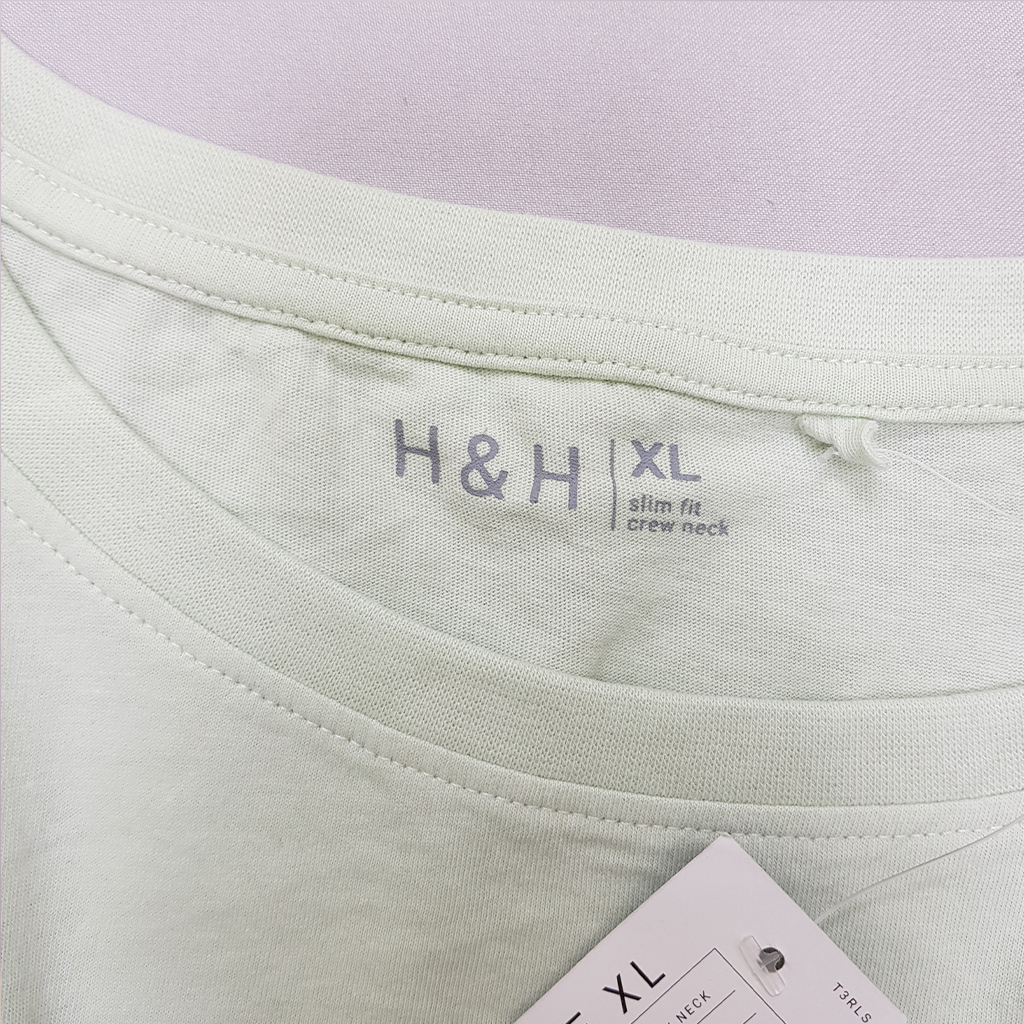 H & H
XL
slim fit
crew neck
XL
NECK
T3RLS